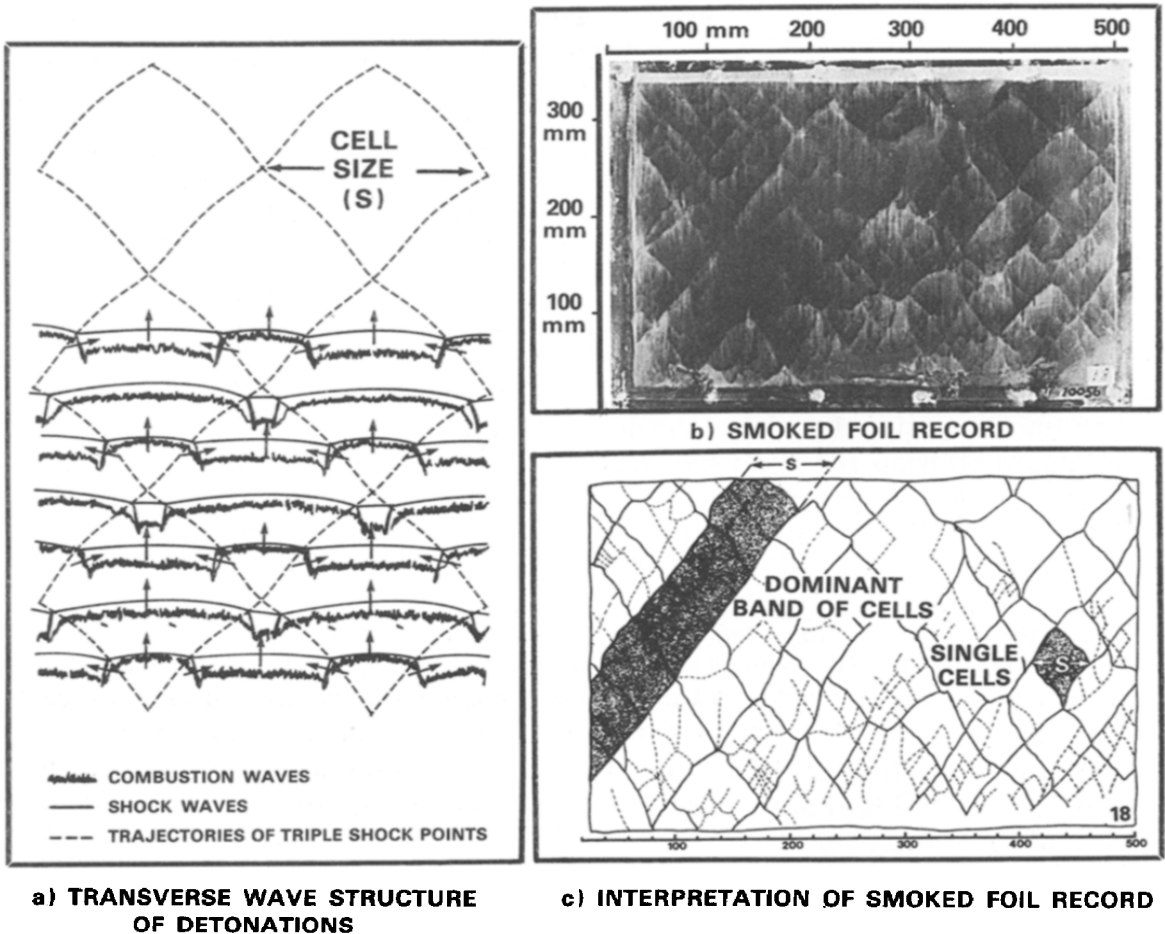 CELL
SIZE
(S)
COMBUSTION WAVES
SHOCK WAVES
TRAJECTORIES OF TRIPLE SHOCK POINTS
a) TRANSVERSE WAVE STRUCTURE
OF DETONATIONS
100 mm 200 300 400 500
300
mm
200
mm
100
mm
b) SMOKED FOIL RECORD
S
DOMINANT
BAND OF CELLS
SINGLE
CELLS
S
18
100 200 300 400 500
c) INTERPRETATION OF SMOKED FOIL RECORD